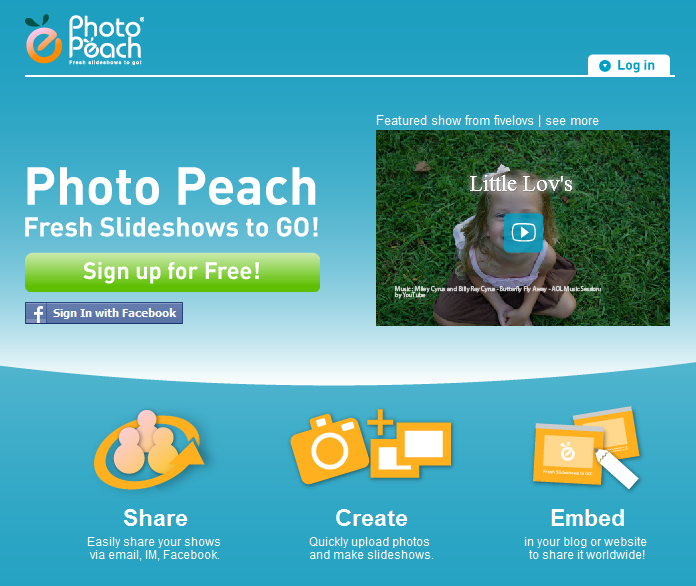 Photo
Peach
Fresh slideshows to go!
Log in
Featured show from fivelovs | see more
Little Lov's
Music : Miley Cyrus and Billy Ray Cyrus - Butterfly Fly Away - AOL Music Sessions
by YouTube
Photo Peach
Fresh Slideshows to GO!
Sign up for Free!
f Sign In with Facebook
Fresh Slideshows to GO!
Share
Easily share your shows
via email, IM, Facebook.
Create
Quickly upload photos
and make slideshows.
Embed
in your blog or website
to share it worldwide!